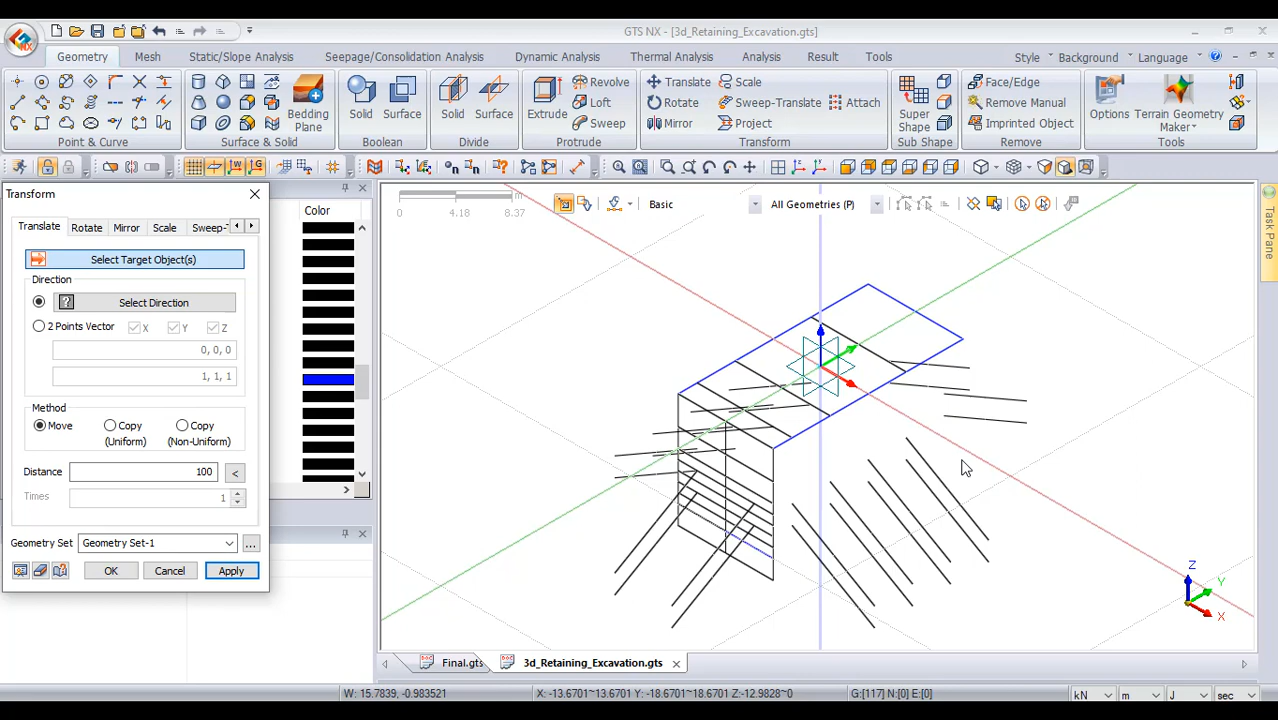 GTS NX - [3d_Retaining_Excavation.gts]
Geometry Mesh Static/Slope Analysis Seepage/Consolidation Analysis Dynamic Analysis Thermal Analysis Analysis Result Tools Style Background Language
Revolve Translate Scale Face/Edge
Loft Rotate Sweep-Translate Attach Remove Manual
Bedding Plane Solid Surface Solid Surface Extrude Sweep Mirror Project Super Shape Imprinted Object Options Terrain Geometry Maker
Point & Curve Surface & Solid Boolean Divide Protrude Transform Sub Shape Remove Tools
Transform
Translate Rotate Mirror Scale Sweep-T
Select Target Object(s)
Direction
Select Direction
2 Points Vector X Y Z
0, 0, 0
1, 1, 1
Method
Move Copy (Uniform) Copy (Non-Uniform)
Distance 100 <
Times 1
Geometry Set Geometry Set-1 ...
OK Cancel Apply
Color
0 4.18 8.37 m
Basic All Geometries (P)
Task Pane
Z
Y
X
Final.gts 3d_Retaining_Excavation.gts
W: 15.7839, -0.983521 X: -13.6701~13.6701 Y: -18.6701~18.6701 Z:-12.9828~0 G:[117] N:[0] E:[0] kN m J sec